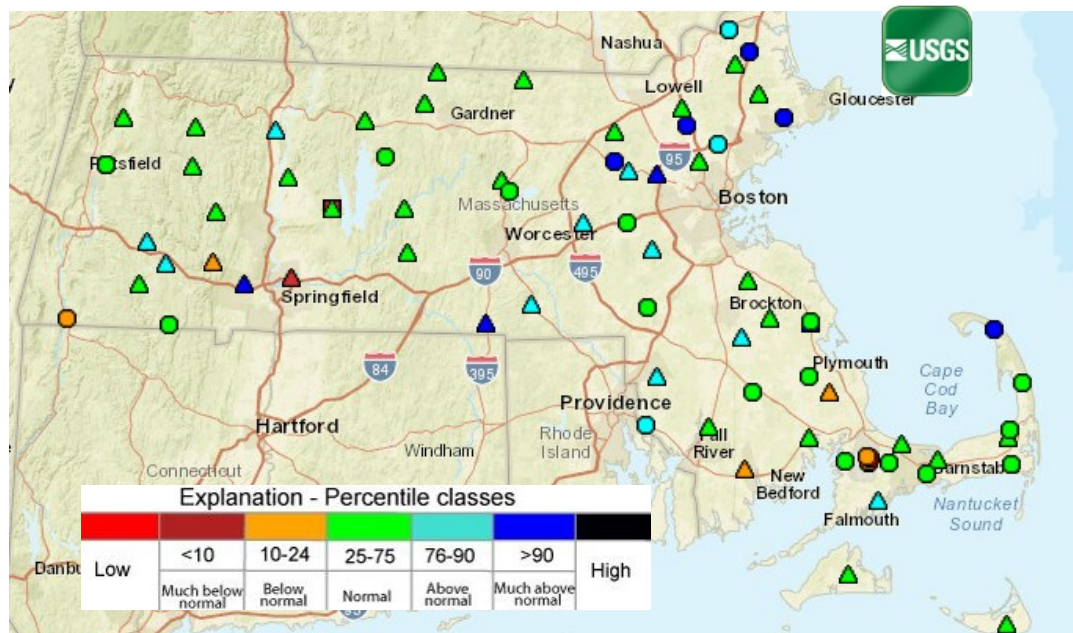 USGS
Nashua
Lowell
Gloucester
Gardner
Pittsfield
95
Massachusetts
Boston
Worcester
90
495
Springfield
Brockton
84
395
Plymouth
Cape
Cod
Bay
Providence
Hartford
Windham
Rhode
Island
Fall
River
Barnstab
Connecticut
New
Bedford
Nantucket
Sound
Falmouth
Explanation - Percentile classes
Low
<10
10-24
25-75
76-90
>90
High
Much below
normal
Below
normal
Normal
Above
normal
Much above
normal
Danbu